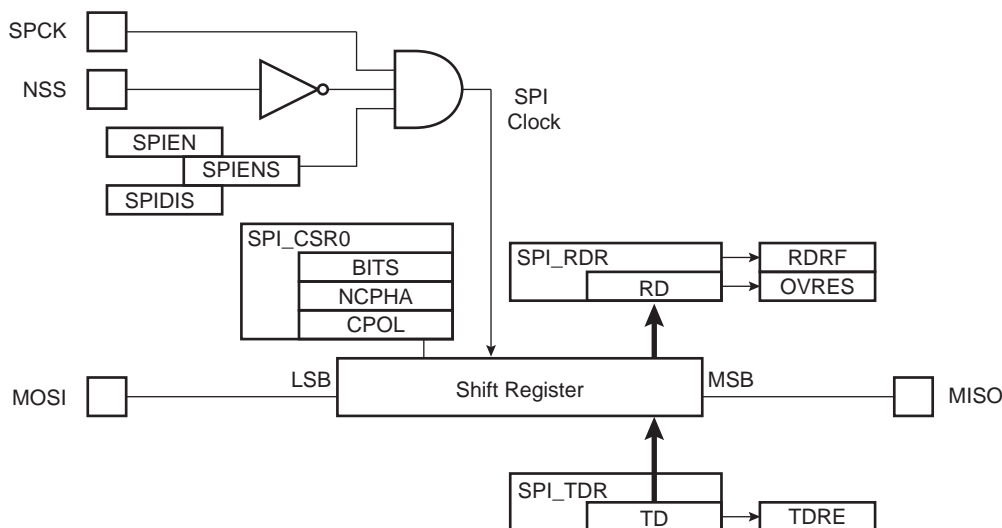 SPCK
NSS
SPI
Clock
SPIEN
SPIENS
SPIDIS
SPI_CSR0
BITS
NCPHA
CPOL
SPI_RDR
RD
RDRF
OVRES
MOSI
LSB
Shift Register
MSB
MISO
SPI_TDR
TD
TDRE